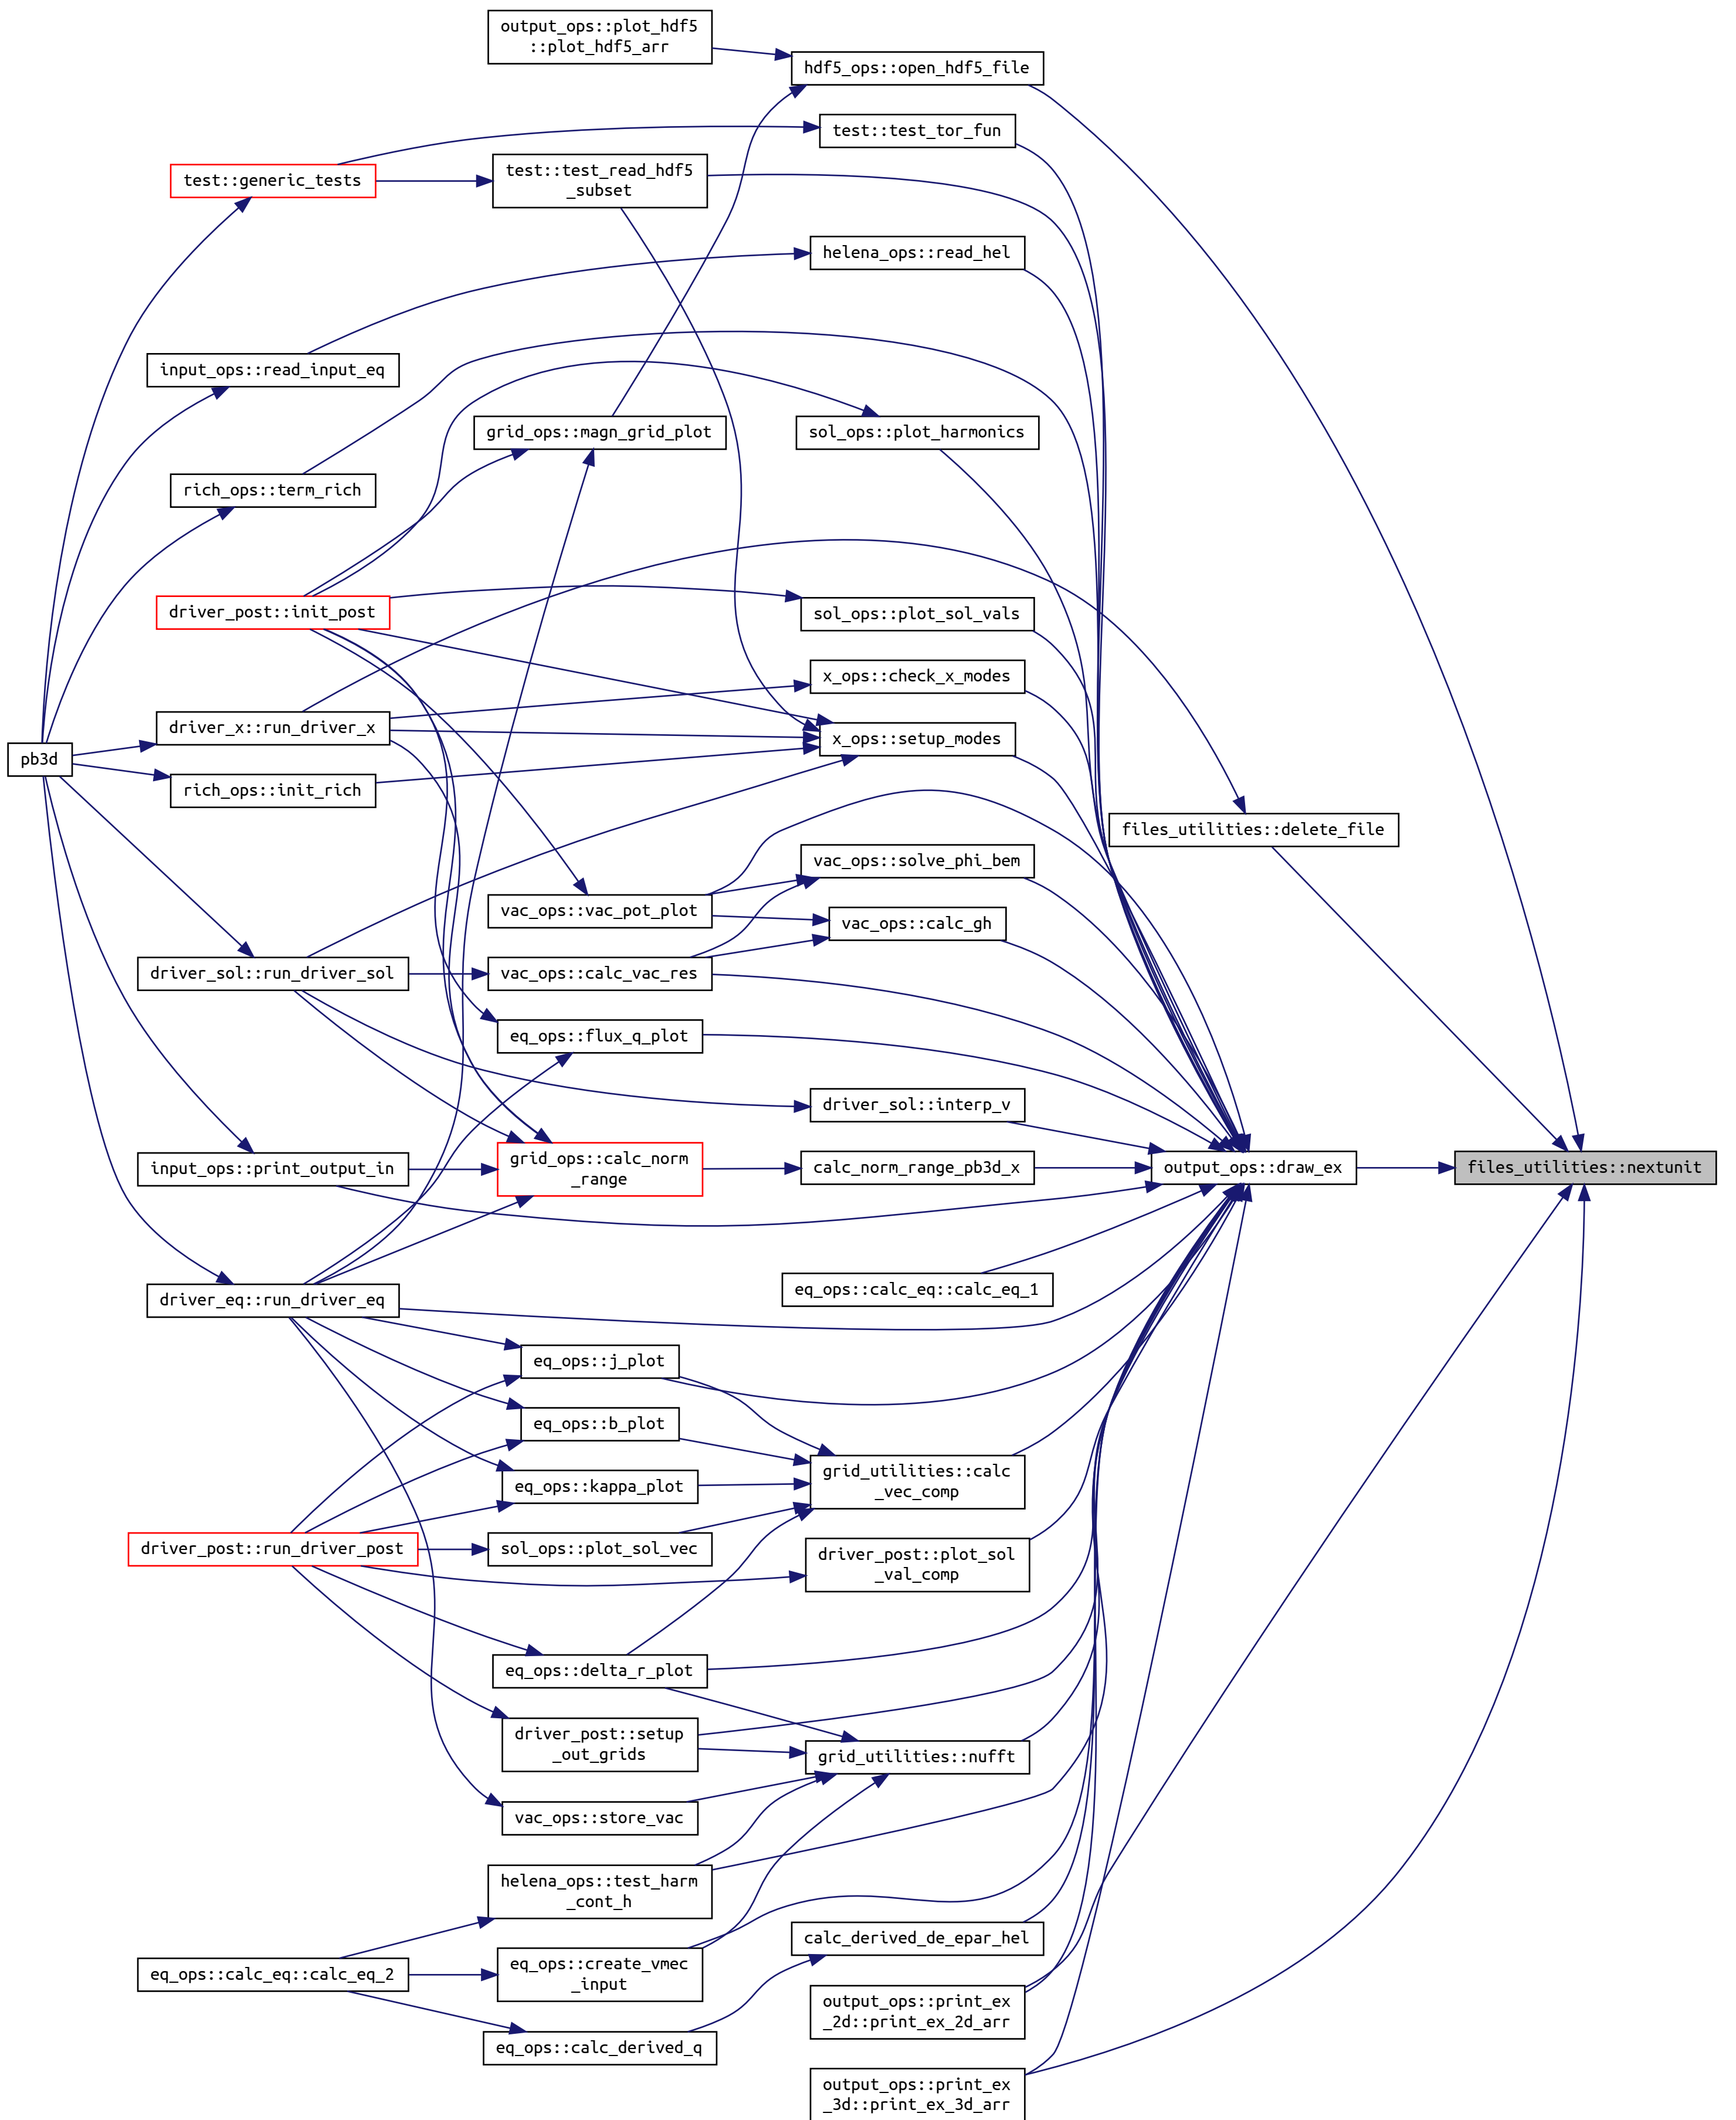 output_ops::plot_hdf5
::plot_hdf5_arr
hdf5_ops::open_hdf5_file
test::test_tor_fun
test::generic_tests
test::test_read_hdf5
_subset
helena_ops::read_hel
input_ops::read_input_eq
grid_ops::magn_grid_plot
sol_ops::plot_harmonics
rich_ops::term_rich
driver_post::init_post
sol_ops::plot_sol_vals
x_ops::check_x_modes
driver_x::run_driver_x
x_ops::setup_modes
pb3d
rich_ops::init_rich
files_utilities::delete_file
vac_ops::solve_phi_bem
vac_ops::vac_pot_plot
vac_ops::calc_gh
driver_sol::run_driver_sol
vac_ops::calc_vac_res
eq_ops::flux_q_plot
driver_sol::interp_v
input_ops::print_output_in
grid_ops::calc_norm
_range
calc_norm_range_pb3d_x
output_ops::draw_ex
files_utilities::nextunit
eq_ops::calc_eq::calc_eq_1
driver_eq::run_driver_eq
eq_ops::j_plot
eq_ops::b_plot
grid_utilities::calc
_vec_comp
eq_ops::kappa_plot
driver_post::run_driver_post
sol_ops::plot_sol_vec
driver_post::plot_sol
_val_comp
eq_ops::delta_r_plot
driver_post::setup
_out_grids
grid_utilities::nufft
vac_ops::store_vac
helena_ops::test_harm
_cont_h
calc_derived_de_epar_hel
eq_ops::calc_eq::calc_eq_2
eq_ops::create_vmec
_input
output_ops::print_ex
_2d::print_ex_2d_arr
eq_ops::calc_derived_q
output_ops::print_ex
_3d::print_ex_3d_arr